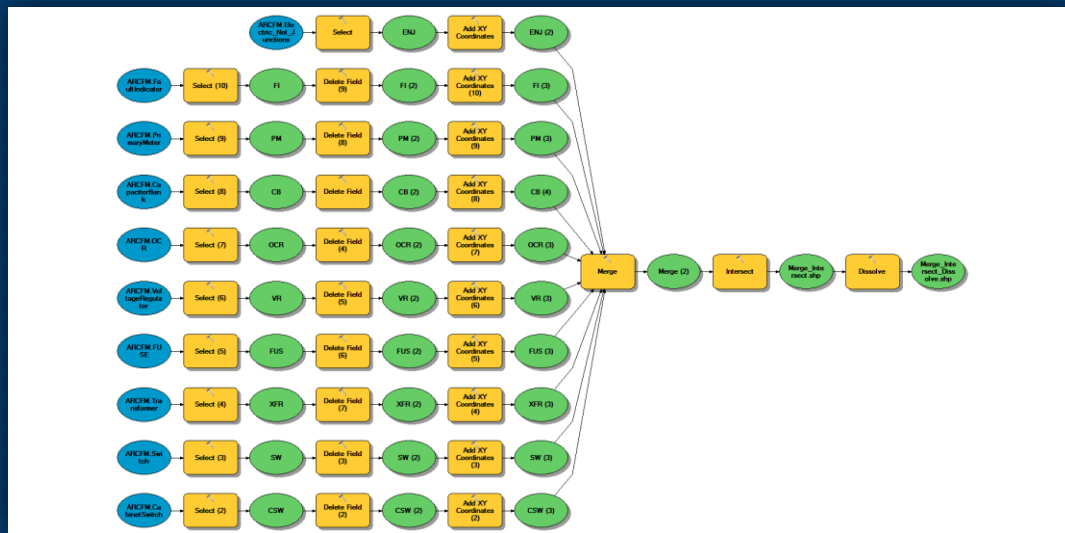 ARCFM.Ele
ctric_Net_J
unctions
Select
ENJ
Add XY
Coordinates
ENJ (2)
ARCFM.Fa
ultIndicator
Select (10)
FI
Delete Field
(9)
FI (2)
Add XY
Coordinates
(10)
FI (3)
ARCFM.Pri
maryMeter
Select (9)
PM
Delete Field
(8)
PM (2)
Add XY
Coordinates
(9)
PM (3)
ARCFM.Ca
pacitorBan
k
Select (8)
CB
Delete Field
CB (2)
Add XY
Coordinates
(8)
CB (4)
ARCFM.OC
R
Select (7)
OCR
Delete Field
(4)
OCR (2)
Add XY
Coordinates
(7)
OCR (3)
Merge
Merge (2)
Intersect
Merge_Inte
rsect.shp
Dissolve
Merge_Inte
rsect_Diss
olve.shp
ARCFM.Vol
tageRegula
tor
Select (6)
VR
Delete Field
(5)
VR (2)
Add XY
Coordinates
(6)
VR (3)
ARCFM.FU
SE
Select (5)
FUS
Delete Field
(6)
FUS (2)
Add XY
Coordinates
(5)
FUS (3)
ARCFM.Tra
nsformer
Select (4)
XFR
Delete Field
(7)
XFR (2)
Add XY
Coordinates
(4)
XFR (3)
ARCFM.Swi
tch
Select (3)
SW
Delete Field
(3)
SW (2)
Add XY
Coordinates
(3)
SW (3)
ARCFM.Ca
binetSwitch
Select (2)
CSW
Delete Field
(2)
CSW (2)
Add XY
Coordinates
(2)
CSW (3)